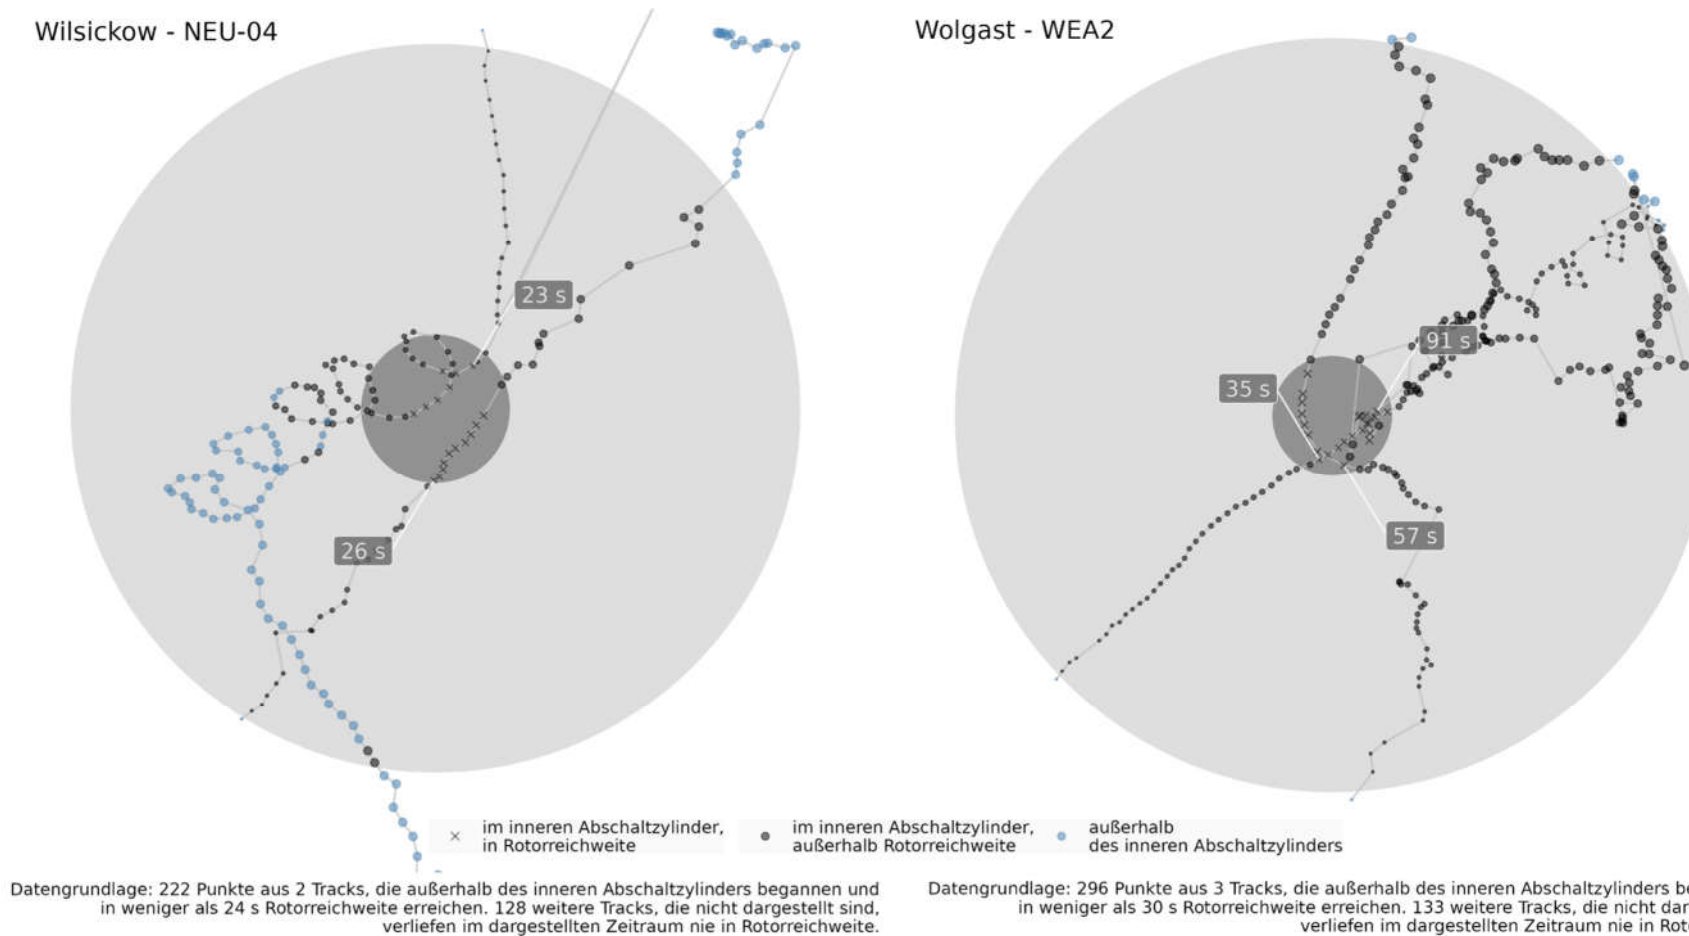 Wilsickow - NEU-04
Wolgast - WEA2
23 s
26 s
91 s
35 s
57 s
im inneren Abschaltzylinder,
in Rotorreichweite
im inneren Abschaltzylinder,
außerhalb Rotorreichweite
außerhalb
des inneren Abschaltzylinders
Datengrundlage: 222 Punkte aus 2 Tracks, die außerhalb des inneren Abschaltzylinders begannen und
in weniger als 24 s Rotorreichweite erreichen. 128 weitere Tracks, die nicht dargestellt sind,
verliefen im dargestellten Zeitraum nie in Rotorreichweite.
Datengrundlage: 296 Punkte aus 3 Tracks, die außerhalb des inneren Abschaltzylinders be
in weniger als 30 s Rotorreichweite erreichen. 133 weitere Tracks, die nicht dar
verliefen im dargestellten Zeitraum nie in Rot